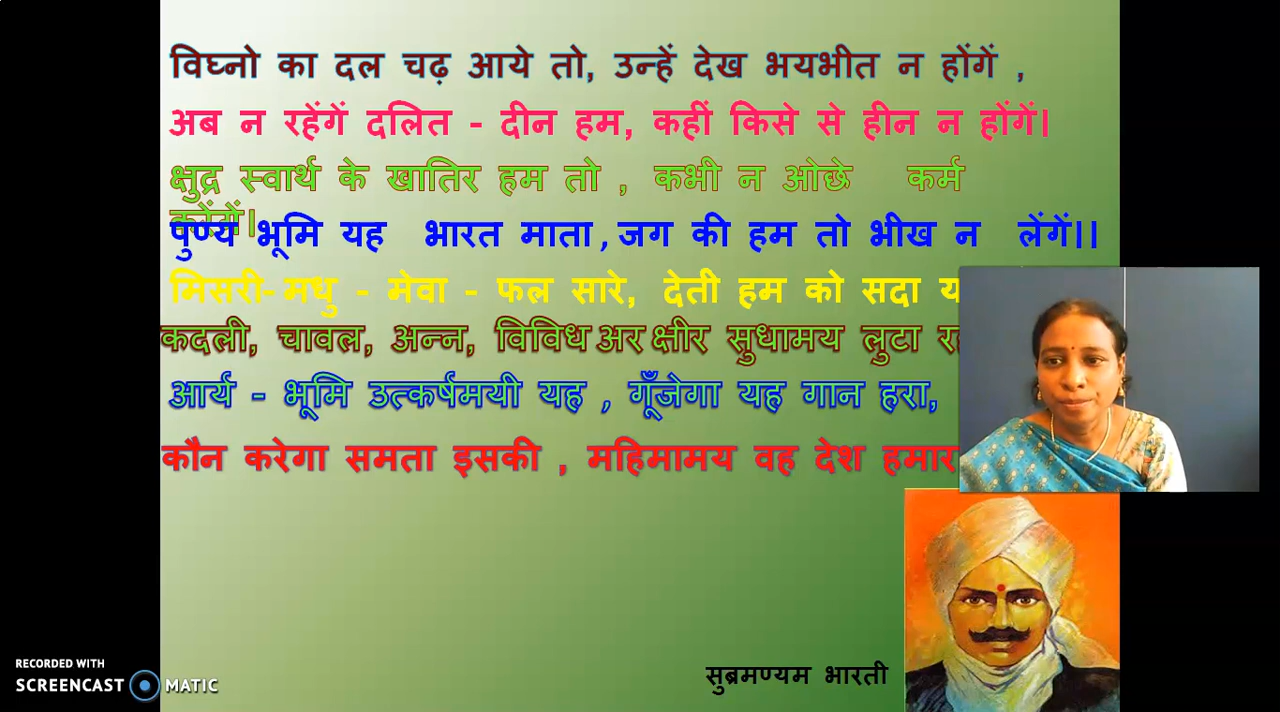 विघ्नो का दल चढ़ आये तो, उन्हें देख भयभीत न होंगें ,
अब न रहेंगें दलित - दीन हम, कहीं किसे से हीन न होंगें।
क्षुद्र स्वार्थ के खातिर हम तो , कभी न ओछे कर्म
करेंगें।
पुण्य भूमि यह भारत माता , जग की हम तो भीख न लेंगें।।
मिसरी- मधु - मेवा - फल सारे, देती हम को सदा
कदली, चावल, अन्न, विविध अर क्षीर सुधामय लुटा
आर्य - भूमि उत्कर्षमयी यह , गूँजेगा यह गान हरा,
कौन करेगा समता इसकी , महिमामय वह देश हमार
सुब्रमण्यम भारती
RECORDED WITH
SCREENCAST MATIC